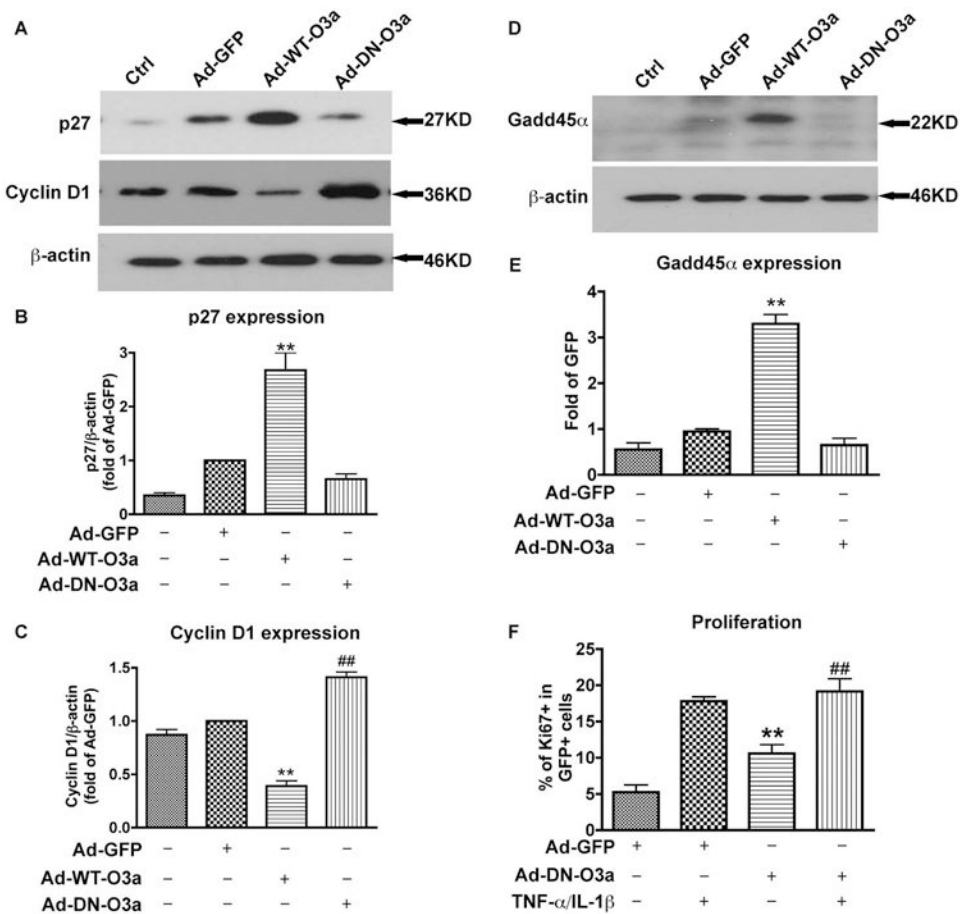 A
Ctrl
Ad-GFP
Ad-WT-O3a
Ad-DN-O3a
p27
27KD
Cyclin D1
36KD
β-actin
46KD
B
p27 expression
p27/β-actin
(fold of Ad-GFP)
3
2
1
0
**
Ad-GFP – + – –
Ad-WT-O3a – – + –
Ad-DN-O3a – – – +
C
Cyclin D1 expression
Cyclin D1/β-actin
(fold of Ad-GFP)
1.5
1.0
0.5
0.0
**
##
Ad-GFP – + – –
Ad-WT-O3a – – + –
Ad-DN-O3a – – – +
D
Ctrl
Ad-GFP
Ad-WT-O3a
Ad-DN-O3a
Gadd45α
22KD
β-actin
46KD
E
Gadd45α expression
Fold of GFP
4
3
2
1
0
**
Ad-GFP – + – –
Ad-WT-O3a – – + –
Ad-DN-O3a – – – +
F
Proliferation
% of Ki67+ in
GFP+ cells
25
20
15
10
5
0
**
##
Ad-GFP + + – –
Ad-DN-O3a – – + +
TNF-α/IL-1β – + – +